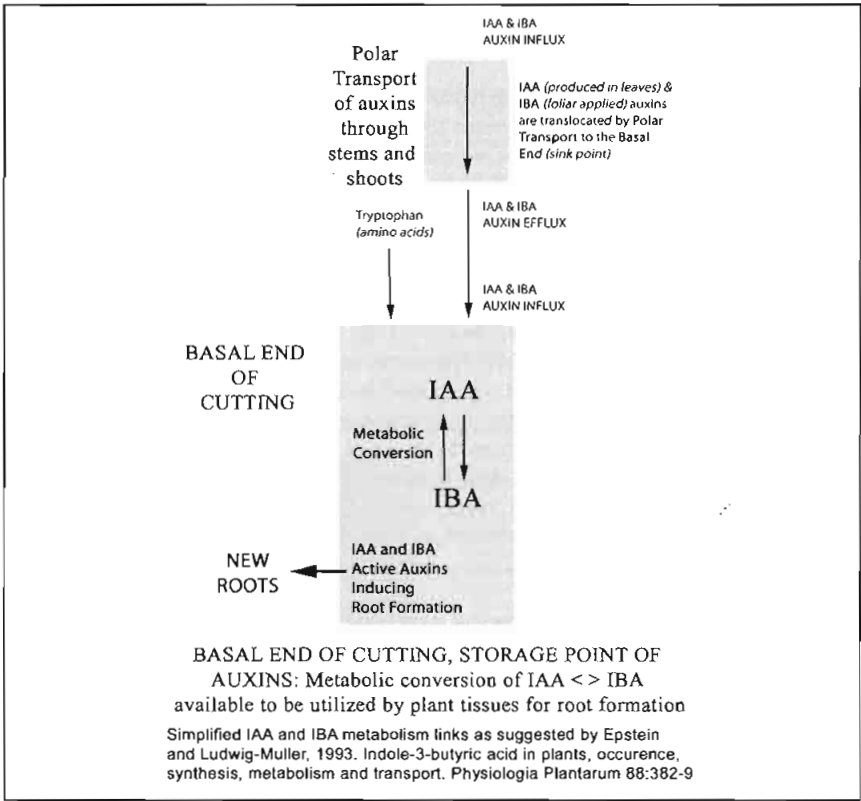 IAA & IBA
AUXIN INFLUX
Polar
Transport
of auxins
through
stems and
shoots
IAA (produced in leaves) &
IBA (foliar applied) auxins
are translocated by Polar
Transport to the Basal
End (sink point)
IAA & IBA
AUXIN EFFLUX
Tryptophan
(amino acids)
IAA & IBA
AUXIN INFLUX
BASAL END
OF
CUTTING
IAA
Metabolic
Conversion
IBA
NEW
ROOTS
IAA and IBA
Active Auxins
Inducing
Root Formation
BASAL END OF CUTTING, STORAGE POINT OF
AUXINS: Metabolic conversion of IAA < > IBA
available to be utilized by plant tissues for root formation
Simplified IAA and IBA metabolism links as suggested by Epstein
and Ludwig-Muller, 1993. Indole-3-butyric acid in plants, occurence,
synthesis, metabolism and transport. Physiologia Plantarum 88:382-9